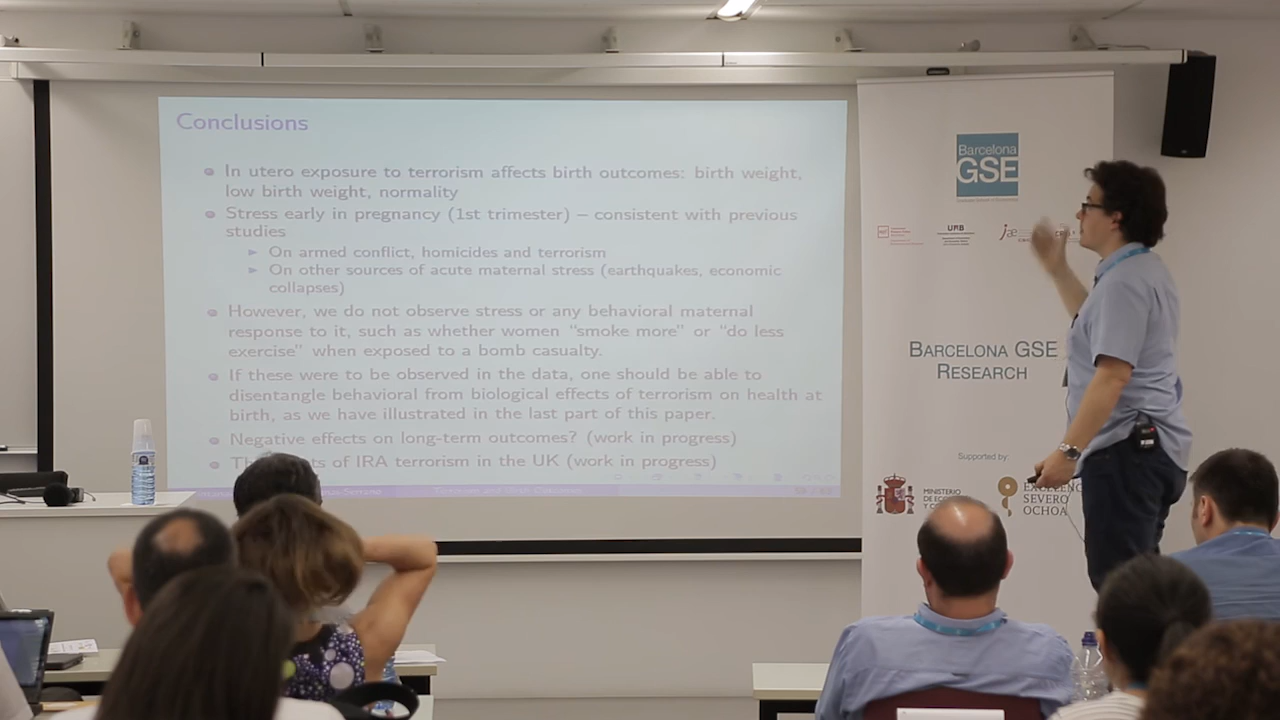 Conclusions
In utero exposure to terrorism affects birth outcomes: birth weight,
low birth weight, normality
Stress early in pregnancy (1st trimester) – consistent with previous
studies
On armed conflict, homicides and terrorism
On other sources of acute maternal stress (earthquakes, economic
collapses)
However, we do not observe stress or any behavioral maternal
response to it, such as whether women "smoke more" or "do less
exercise" when exposed to a bomb casualty.
If these were to be observed in the data, one should be able to
disentangle behavioral from biological effects of terrorism on health at
birth, as we have illustrated in the last part of this paper.
Negative effects on long-term outcomes? (work in progress)
of IRA terrorism in the UK (work in progress)
Serrano
Barcelona
GSE
UAB
BARCELONA GSE
RESEARCH
Supported by:
MINISTERIO
EXCELENC
SEVERO
OCHOA